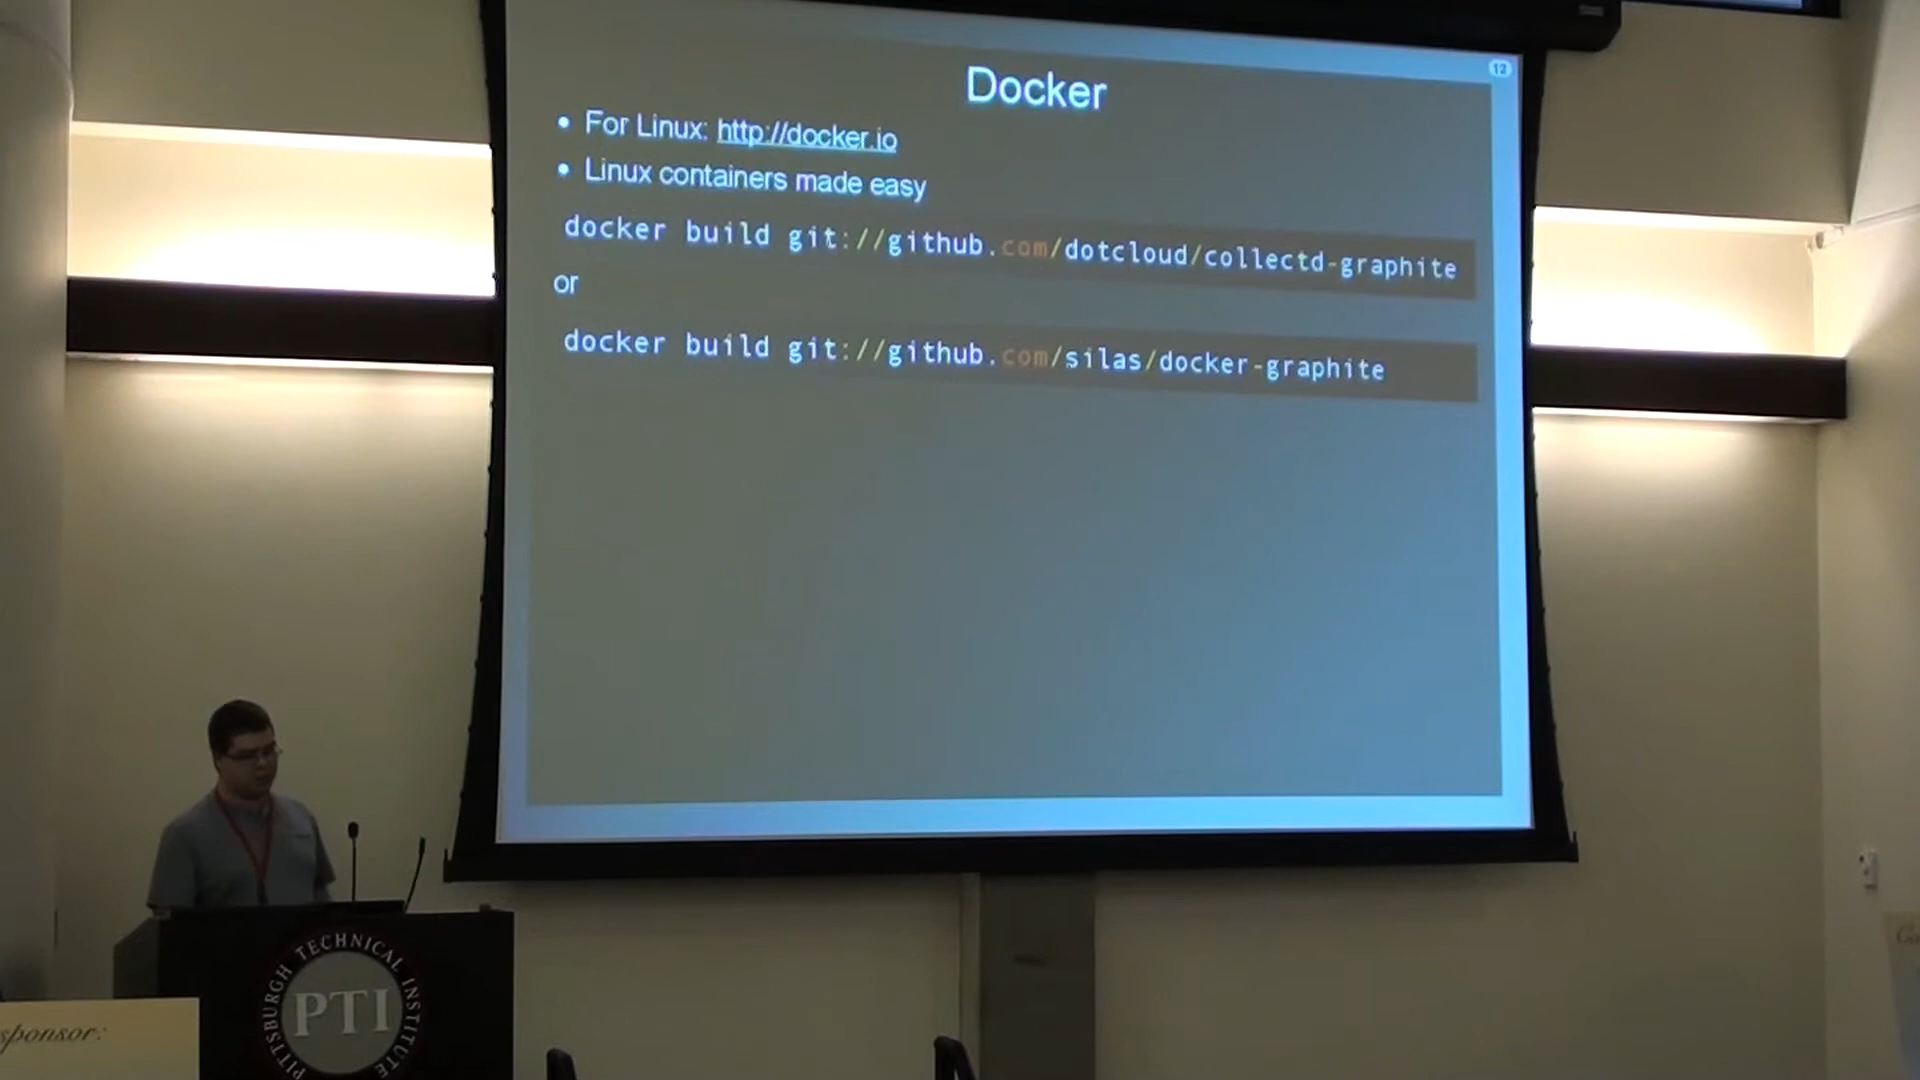 12
Docker
• For Linux: http://docker.io
• Linux containers made easy
docker build git://github.com/dotcloud/collectd-graphite
or
docker build git://github.com/silas/docker-graphite
PITTSBURGH TECHNICAL INSTITUTE
PTI
sponsor: